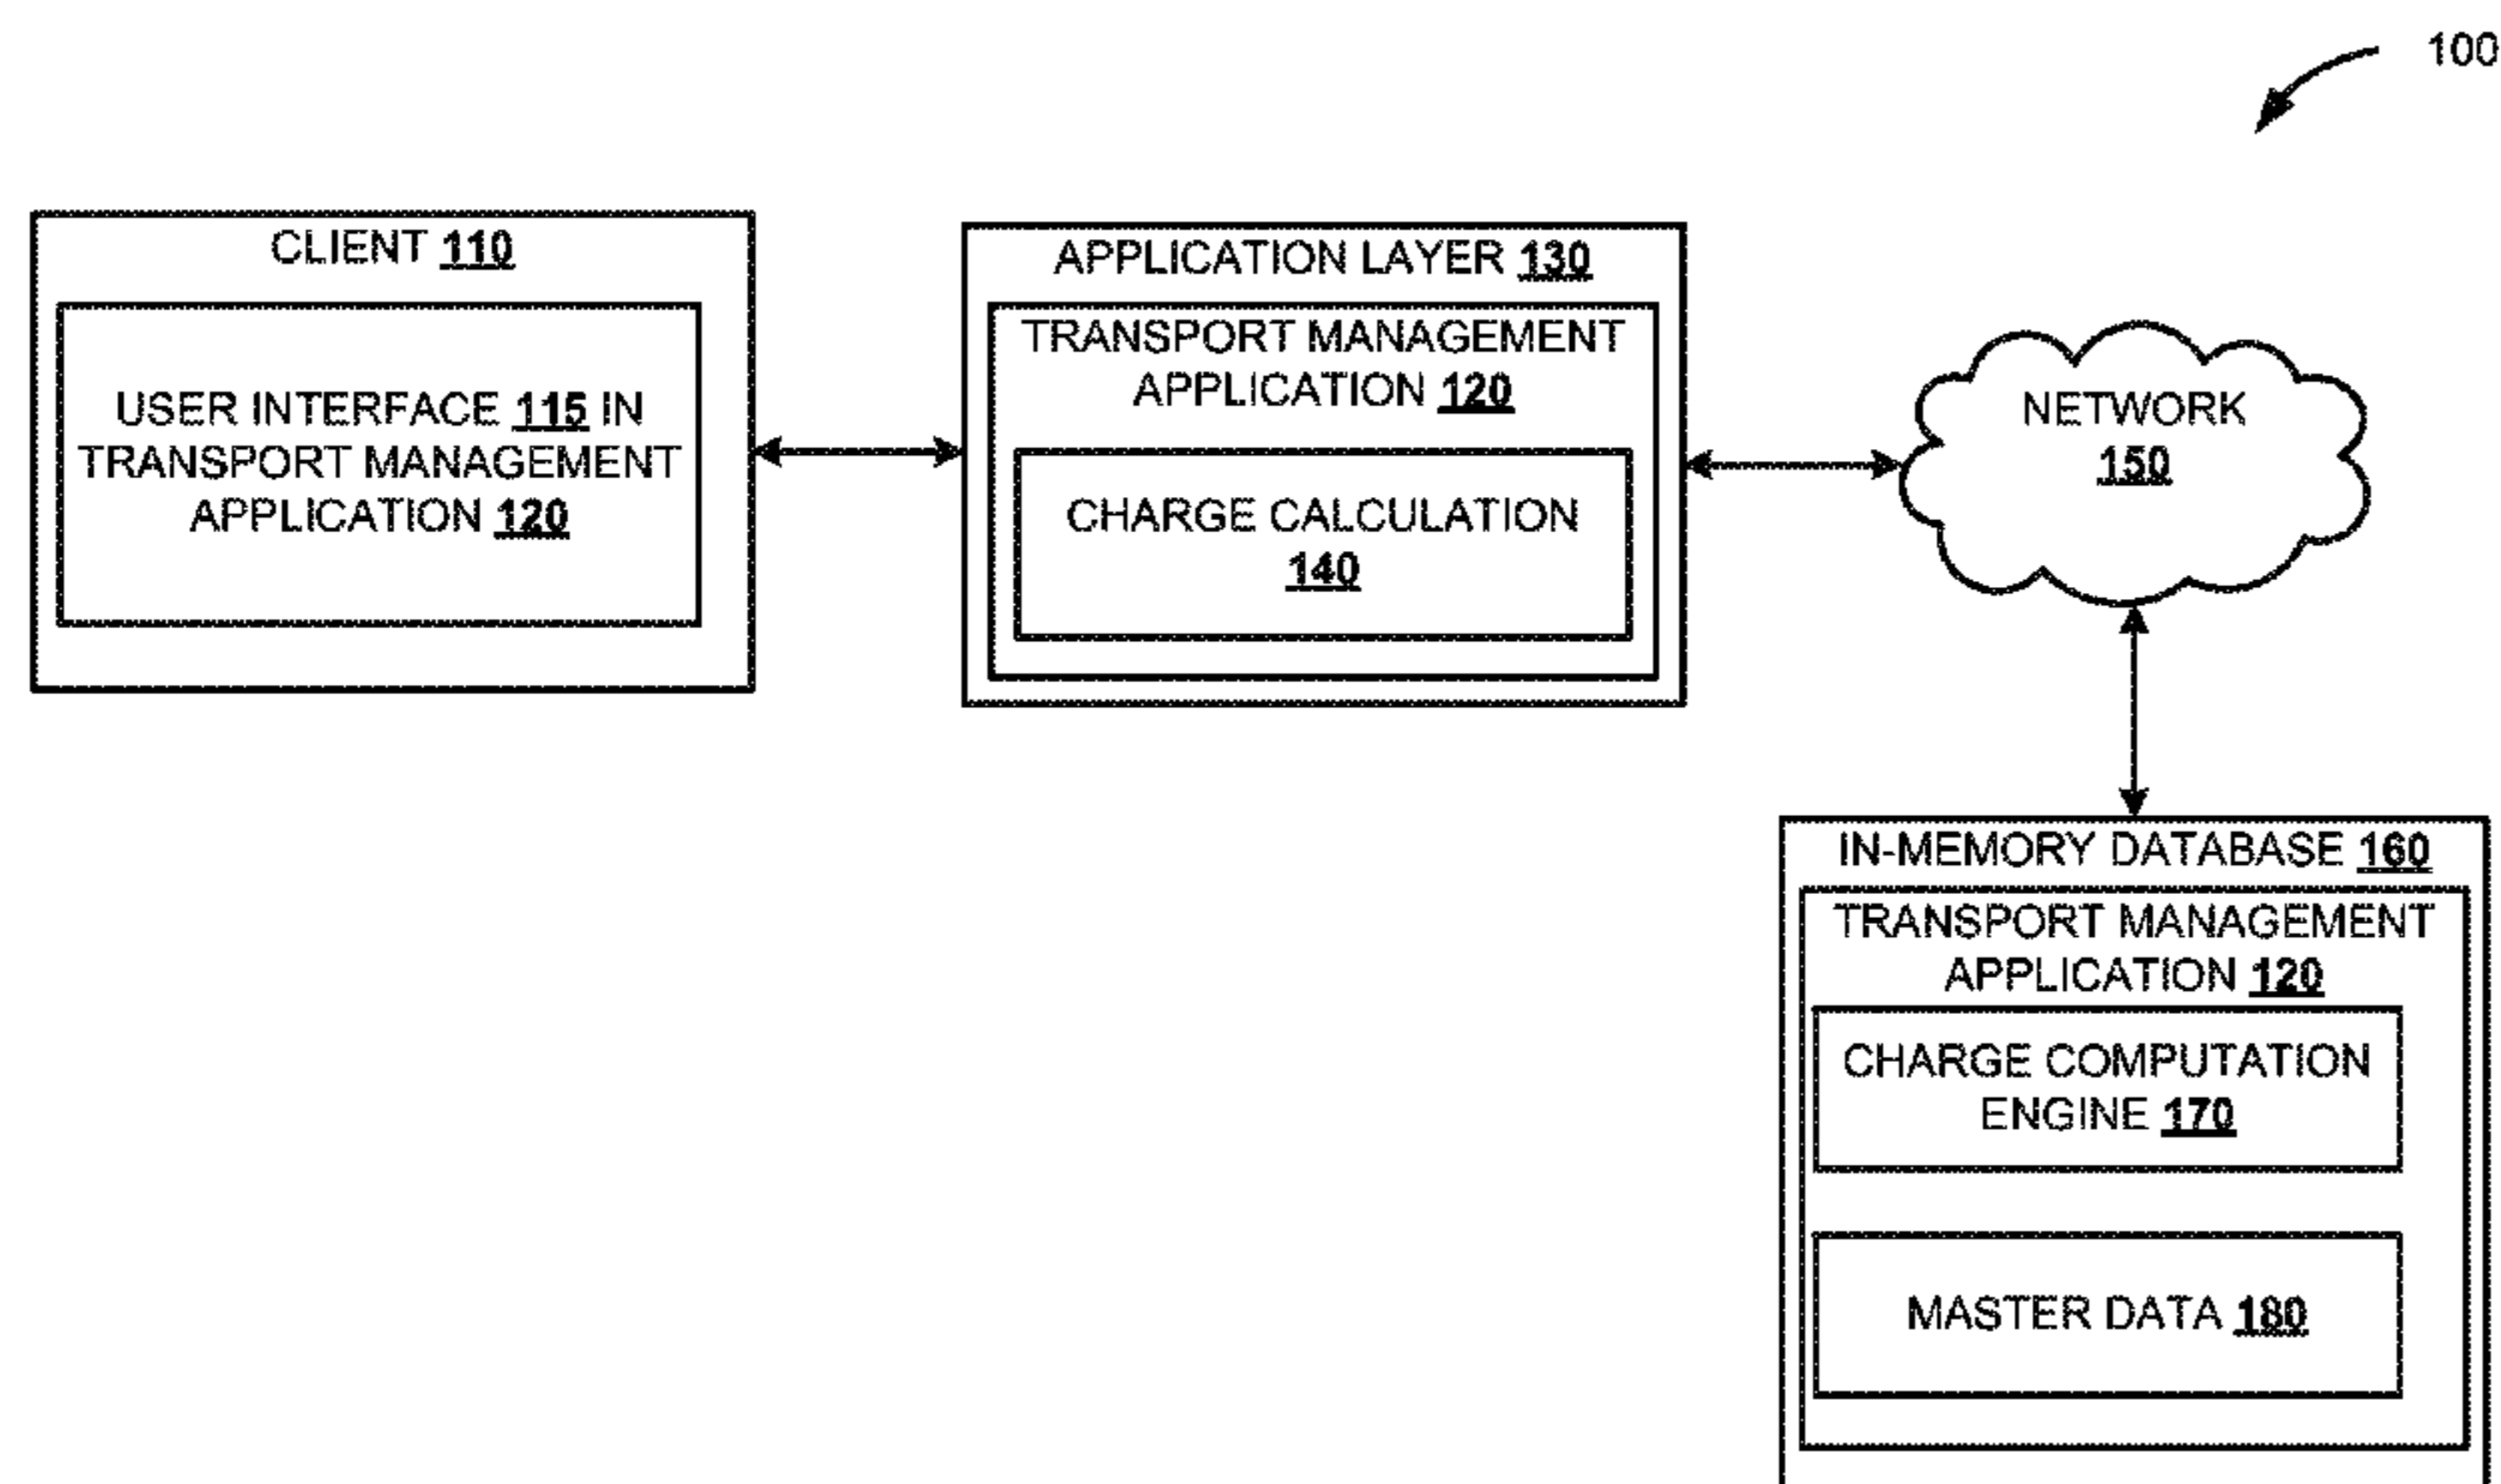 100
CLIENT 110
USER INTERFACE 115 IN
TRANSPORT MANAGEMENT
APPLICATION 120
APPLICATION LAYER 130
TRANSPORT MANAGEMENT
APPLICATION 120
CHARGE CALCULATION
140
NETWORK
150
IN-MEMORY DATABASE 160
TRANSPORT MANAGEMENT
APPLICATION 120
CHARGE COMPUTATION
ENGINE 170
MASTER DATA 180